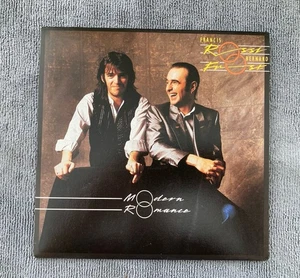 FRANCIS
Rossi
BERNARD
Frost
Modern
Romance